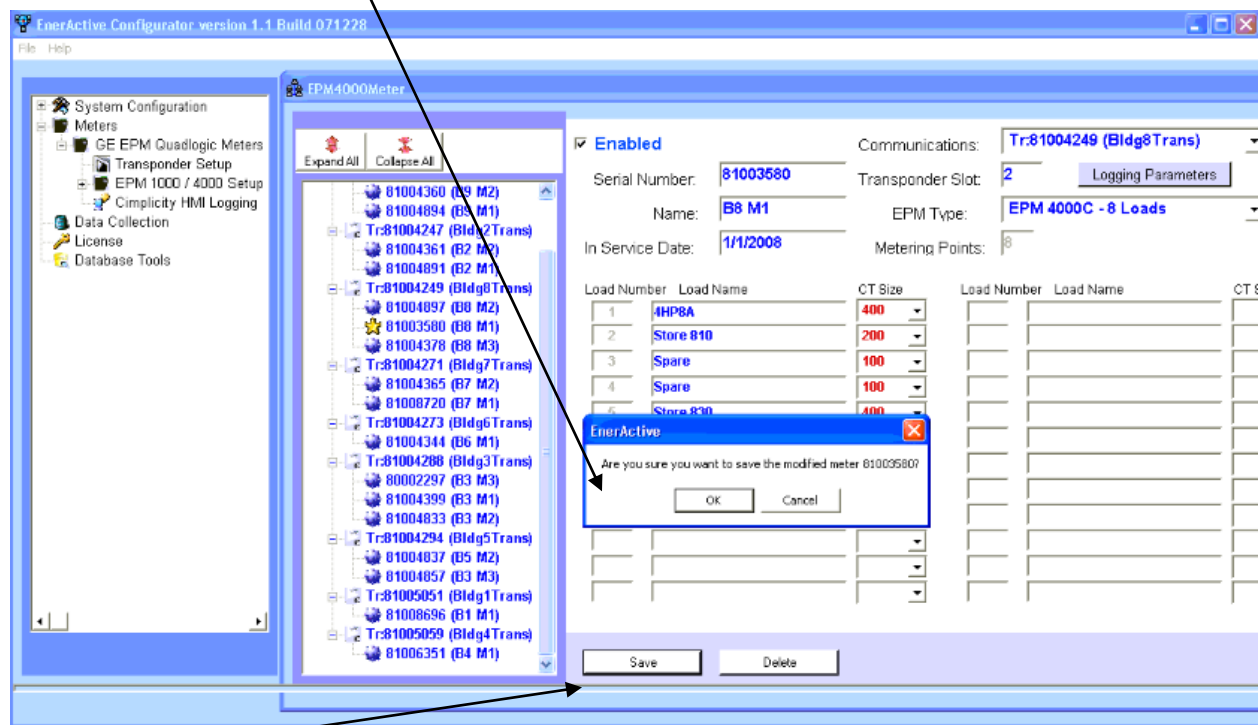 EnerActive Configurator version 1.1 Build 071228
File Help
EPM4000Meter
System Configuration
Meters
GE EPM Quadlogic Meters
Transponder Setup
EPM 1000 / 4000 Setup
Cimplicity HMI Logging
Data Collection
License
Database Tools
Expand All Collapse All
81004360 (B9 M2)
81004894 (B9 M1)
Tr:81004247 (Bldg2Trans)
81004361 (B2 M2)
81004891 (B2 M1)
Tr:81004249 (Bldg8Trans)
81004897 (B8 M2)
81003580 (B8 M1)
81004378 (B8 M3)
Tr:81004271 (Bldg7Trans)
81004365 (B7 M2)
81008720 (B7 M1)
Tr:81004273 (Bldg6Trans)
81004344 (B6 M1)
Tr:81004288 (Bldg3Trans)
80002297 (B3 M3)
81004399 (B3 M1)
81004833 (B3 M2)
Tr:81004294 (Bldg5Trans)
81004837 (B5 M2)
81004857 (B3 M3)
Tr:81005051 (Bldg1Trans)
81008696 (B1 M1)
Tr:81005059 (Bldg4Trans)
81006351 (B4 M1)
Enabled
Communications: Tr:81004249 (Bldg8Trans)
Serial Number: 81003580
Transponder Slot: 2 Logging Parameters
Name: B8 M1
EPM Type: EPM 4000C - 8 Loads
In Service Date: 1/1/2008
Metering Points: 8
Load Number Load Name CT Size Load Number Load Name CT S
1 4HP8A 400
2 Store 810 200
3 Spare 100
4 Spare 100
5 Store 830 400
EnerActive
Are you sure you want to save the modified meter 81003580?
OK Cancel
Save Delete